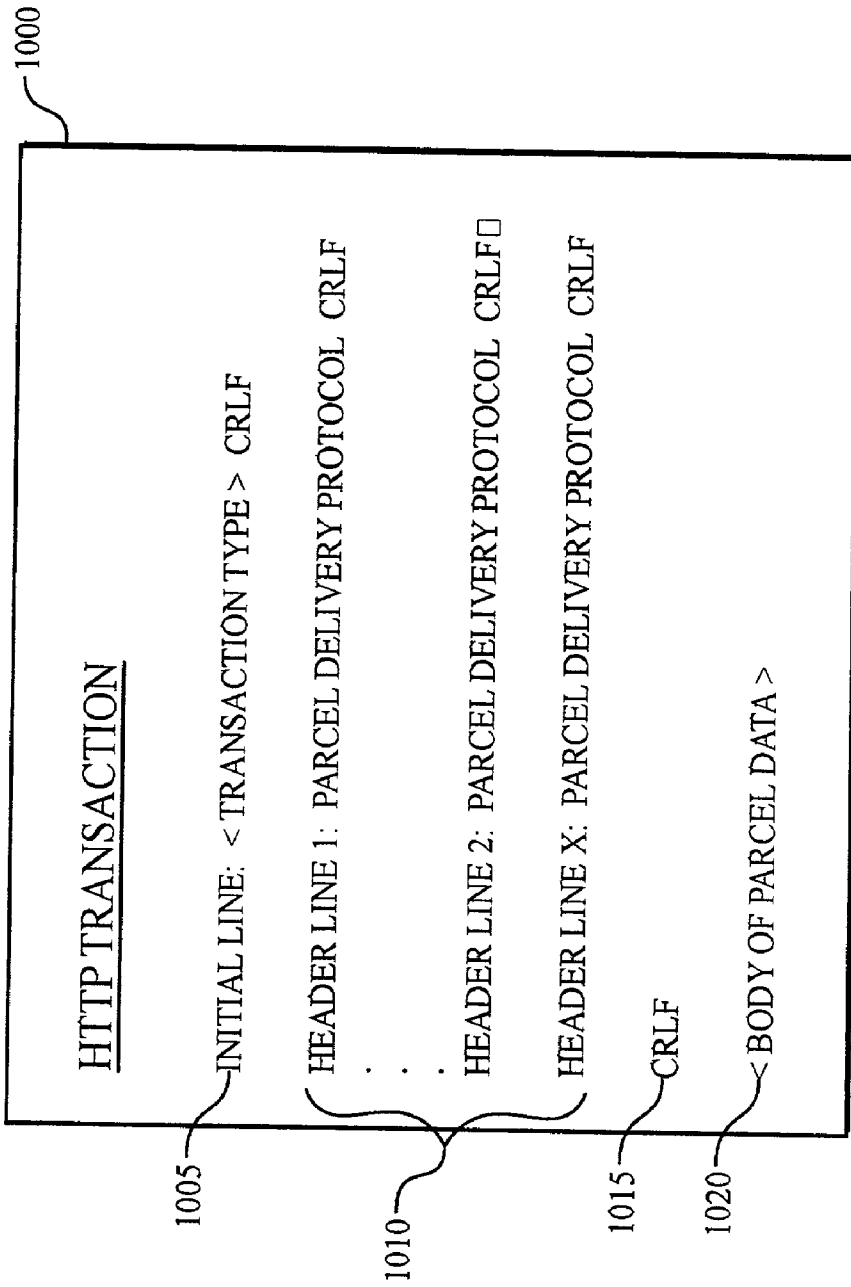 1000
HTTP TRANSACTION
1005
INITIAL LINE: < TRANSACTION TYPE > CRLF
HEADER LINE 1: PARCEL DELIVERY PROTOCOL CRLF
. . .
1010
HEADER LINE 2: PARCEL DELIVERY PROTOCOL CRLF□
HEADER LINE X: PARCEL DELIVERY PROTOCOL CRLF
1015
CRLF
1020
< BODY OF PARCEL DATA >